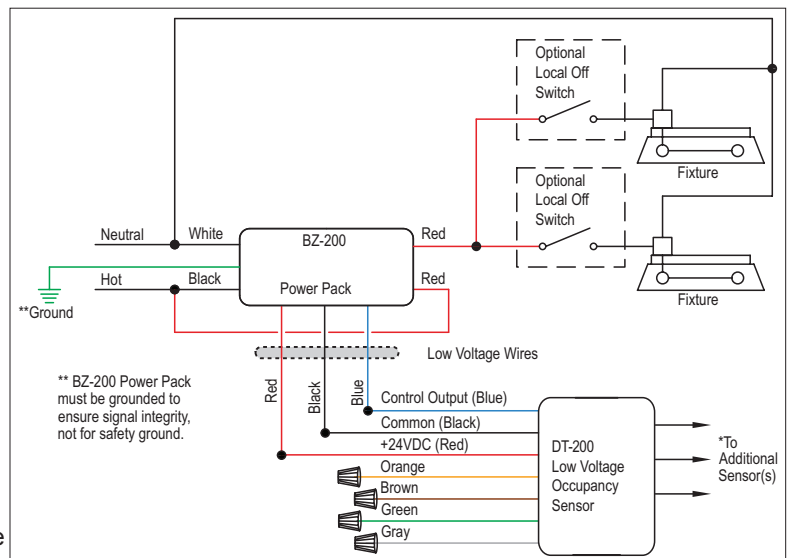 Optional
Local Off
Switch
Fixture
Optional
Local Off
Switch
Fixture
Neutral
White
BZ-200
Power Pack
Red
Red
Hot
Black
**Ground
Low Voltage Wires
** BZ-200 Power Pack
must be grounded to
ensure signal integrity,
not for safety ground.
Red
Black
Blue
Control Output (Blue)
Common (Black)
+24VDC (Red)
Orange
Brown
Green
Gray
DT-200
Low Voltage
Occupancy
Sensor
*To
Additional
Sensor(s)
e